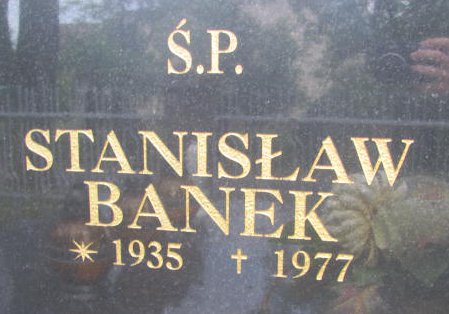 Ś.P.
STANISŁAW
BANEK
* 1935 † 1977